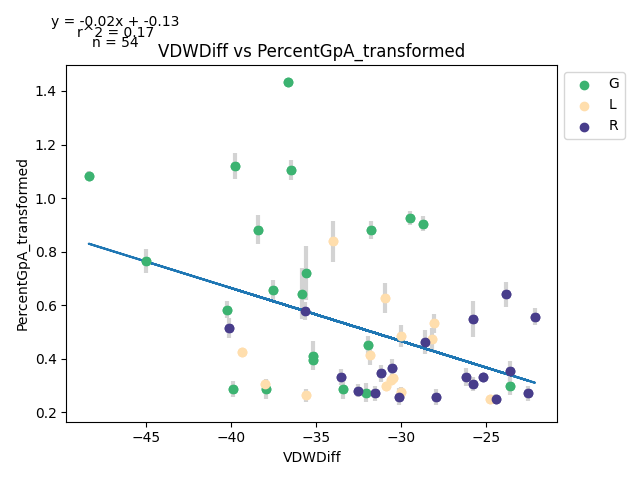 y = -0.02x + -0.13
r^2 = 0.17
n = 54
VDWDiff vs PercentGpA_transformed
G
L
R
PercentGpA_transformed
1.4
1.2
1.0
0.8
0.6
0.4
0.2
−45
−40
−35
−30
−25
VDWDiff